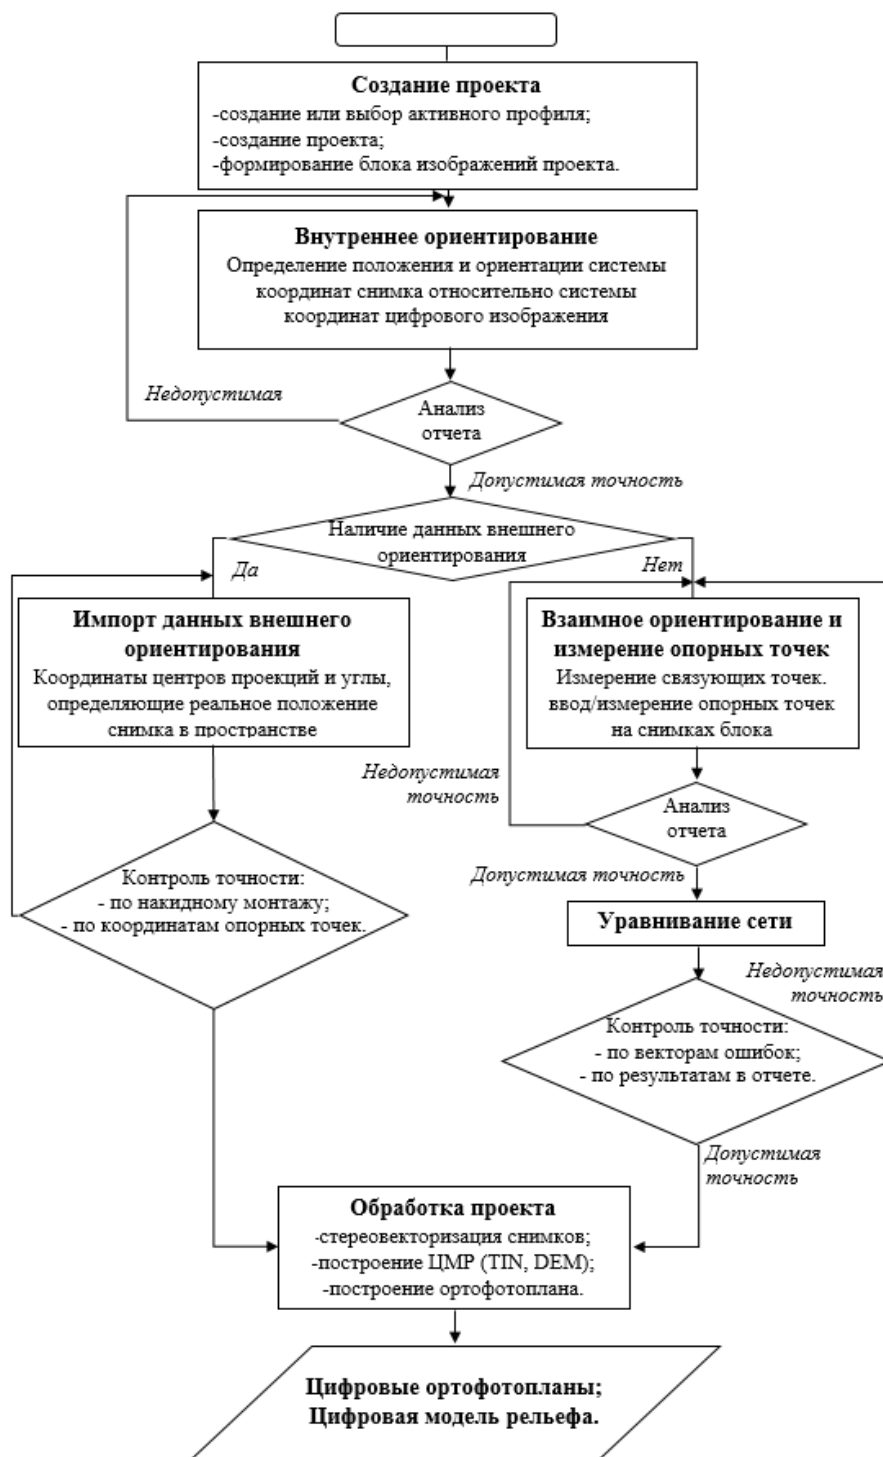 Создание проекта
-создание или выбор активного профиля;
-создание проекта;
-формирование блока изображений проекта.
Внутреннее ориентирование
Определение положения и ориентации системы
координат снимка относительно системы
координат цифрового изображения
Недопустимая
Анализ
отчета
Допустимая точность
Наличие данных внешнего
ориентирования
Да
Нет
Импорт данных внешнего
ориентирования
Координаты центров проекций и углы,
определяющие реальное положение
снимка в пространстве
Взаимное ориентирование и
измерение опорных точек
Измерение связующих точек.
ввод/измерение опорных точек
на снимках блока
Недопустимая
точность
Анализ
отчета
Контроль точности:
- по накидному монтажу;
- по координатам опорных точек.
Допустимая точность
Уравнивание сети
Недопустимая
точность
Контроль точности:
- по векторам ошибок;
- по результатам в отчете.
Допустимая
точность
Обработка проекта
-стереовекторизация снимков;
-построение ЦМР (TIN, DEM);
-построение ортофотоплана.
Цифровые ортофотопланы;
Цифровая модель рельефа.